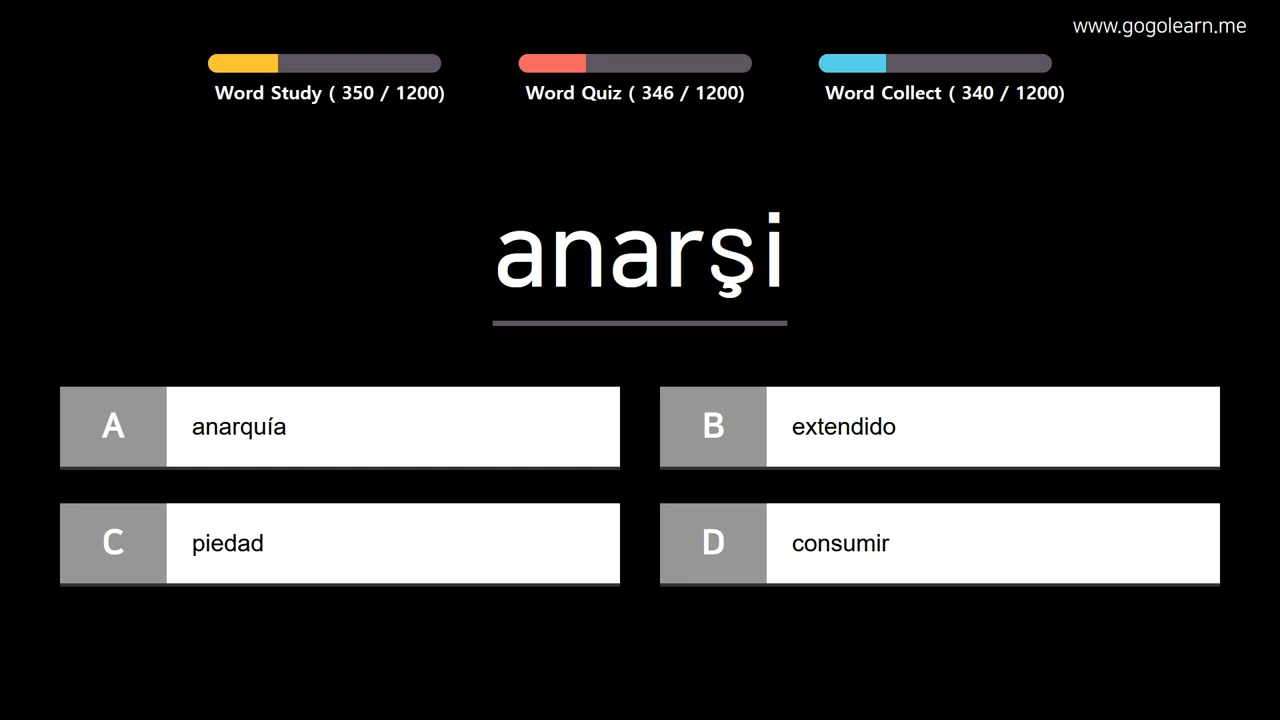 www.gogolearn.me
Word Study ( 350 / 1200)
Word Quiz ( 346 / 1200)
Word Collect ( 340 / 1200)
anarşi
A anarquía
B extendido
C piedad
D consumir